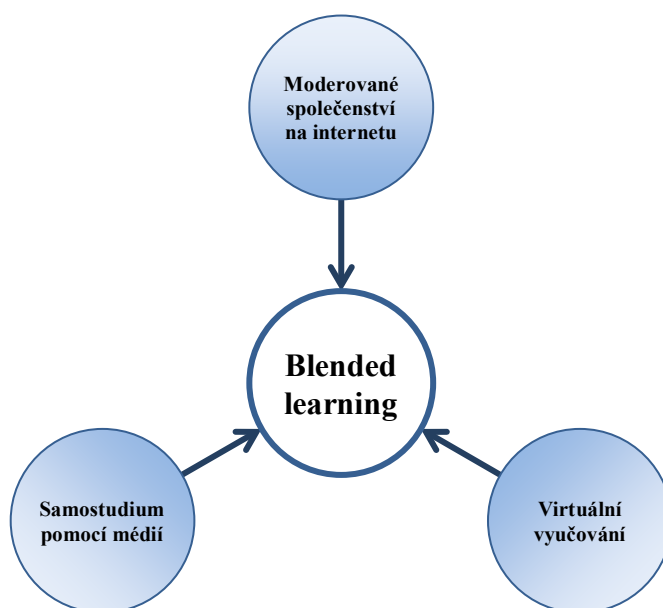 Moderované
společenství
na internetu
Blended
learning
Samostudium
pomocí médií
Virtuální
vyučování